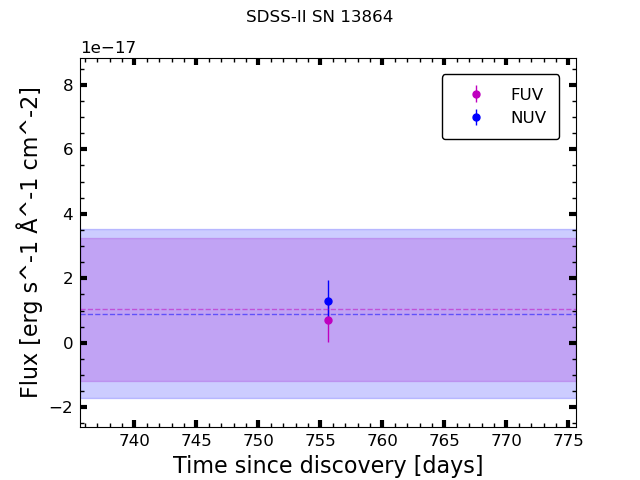 SDSS-II SN 13864
1e−17
8
6
4
2
0
−2
Flux [erg s^-1 Å^-1 cm^-2]
FUV
NUV
740 745 750 755 760 765 770 775
Time since discovery [days]